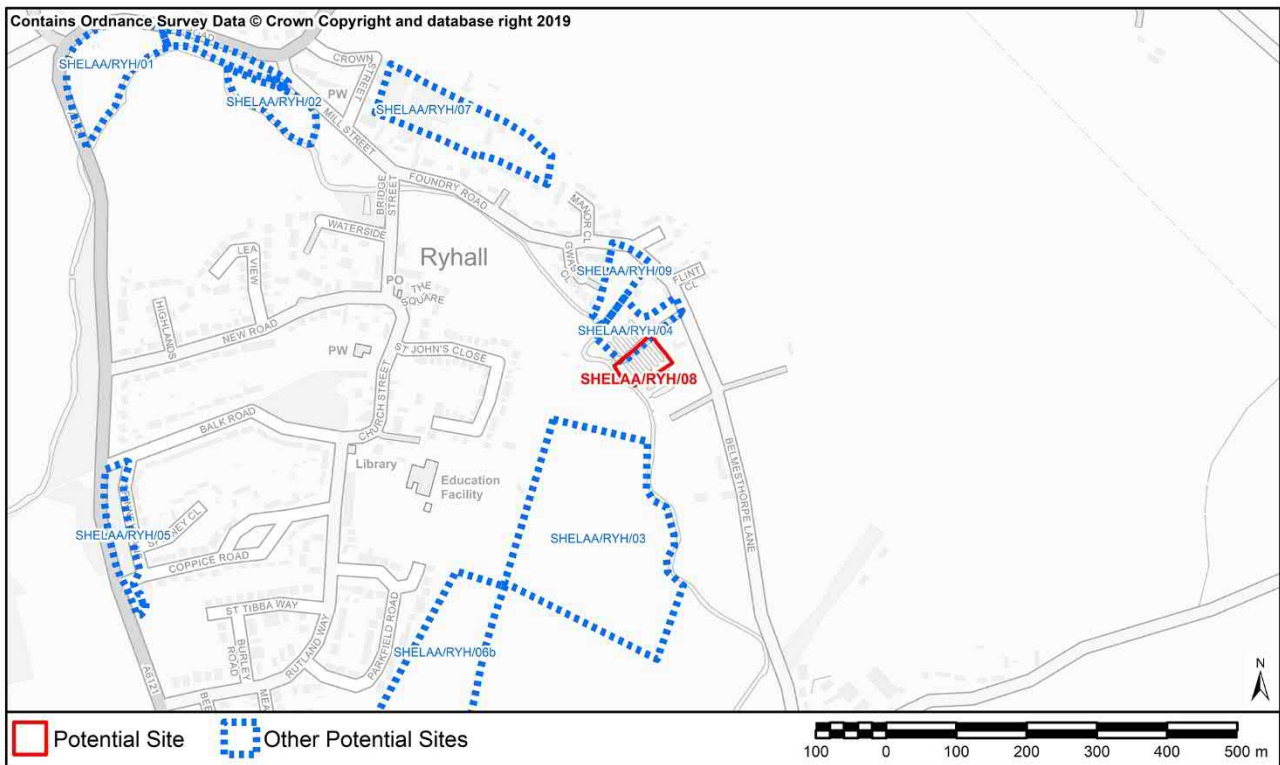 Contains Ordnance Survey Data © Crown Copyright and database right 2019
ROAD
SHELAA/RYH/01
CROWN
STREET
PW
SHELAA/RYH/02
SHELAA/RYH/07
MILL STREET
FOUNDRY ROAD
BRIDGE
STREET
MANOR CL
WATERSIDE
Ryhall
LEA
VIEW
SHELAA/RYH/09
FLINT
CL
PO
THE
SQUARE
HIGHLANDS
NEW ROAD
SHELAA/RYH/04
PW
ST JOHN'S CLOSE
SHELAA/RYH/08
CHURCH STREET
BALK ROAD
BELMESTHORPE LANE
Library
Education
Facility
SHELAA/RYH/05
SHELAA/RYH/03
COPPICE ROAD
ST TIBBA WAY
BURLEY
ROAD
RUTLAND WAY
PARKFIELD ROAD
SHELAA/RYH/06b
A6121
N
Potential Site
Other Potential Sites
100 0 100 200 300 400 500 m